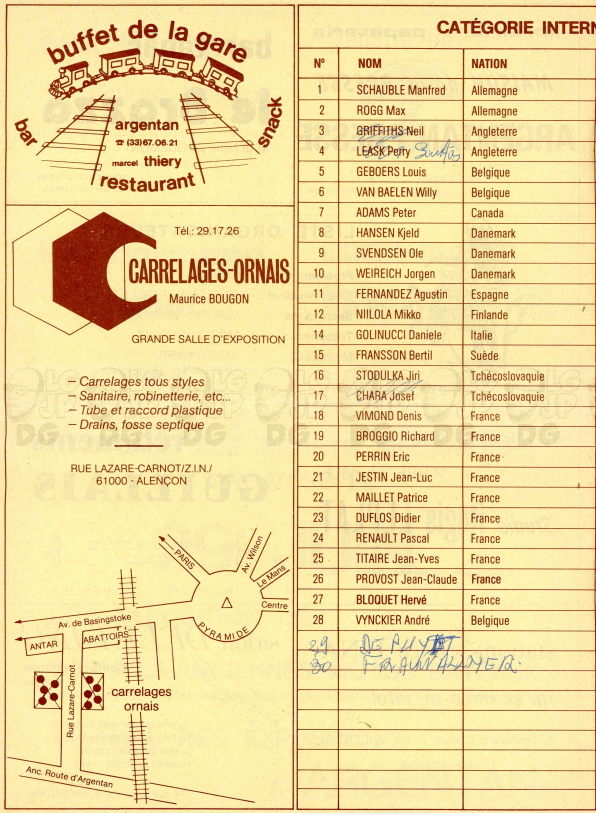 buffet de la gare
bar
snack
argentan
☎ (33) 67.06.21
marcel thiery
restaurant
Tél.: 29.17.26
CARRELAGES-ORNAIS
Maurice BOUGON
GRANDE SALLE D'EXPOSITION
– Carrelages tous styles
– Sanitaire, robinetterie, etc...
– Tube et raccord plastique
– Drains, fosse septique
RUE LAZARE-CARNOT/Z.I.N./
61000 - ALENÇON
PARIS
Av. Wilson
Le Mans
Centre
PYRAMIDE
Av. de Basingstoke
ANTAR
ABATTOIRS
Rue Lazare-Carnot
carrelages
ornais
Anc. Route d'Argentan
CATÉGORIE INTERN
N° NOM NATION
1 SCHAUBLE Manfred Allemagne
2 ROGG Max Allemagne
3 GRIFFITHS Neil Angleterre
4 LEASK Perry Angleterre
5 GEBOERS Louis Belgique
6 VAN BAELEN Willy Belgique
7 ADAMS Peter Canada
8 HANSEN Kjeld Danemark
9 SVENDSEN Ole Danemark
10 WEIREICH Jorgen Danemark
11 FERNANDEZ Agustin Espagne
12 NIILOLA Mikko Finlande
14 GOLINUCCI Daniele Italie
15 FRANSSON Bertil Suède
16 STODULKA Jiri Tchécoslovaquie
17 CHARA Josef Tchécoslovaquie
18 VIMOND Denis France
19 BROGGIO Richard France
20 PERRIN Eric France
21 JESTIN Jean-Luc France
22 MAILLET Patrice France
23 DUFLOS Didier France
24 RENAULT Pascal France
25 TITAIRE Jean-Yves France
26 PROVOST Jean-Claude France
27 BLOQUET Hervé France
28 VYNCKIER André Belgique
29
30